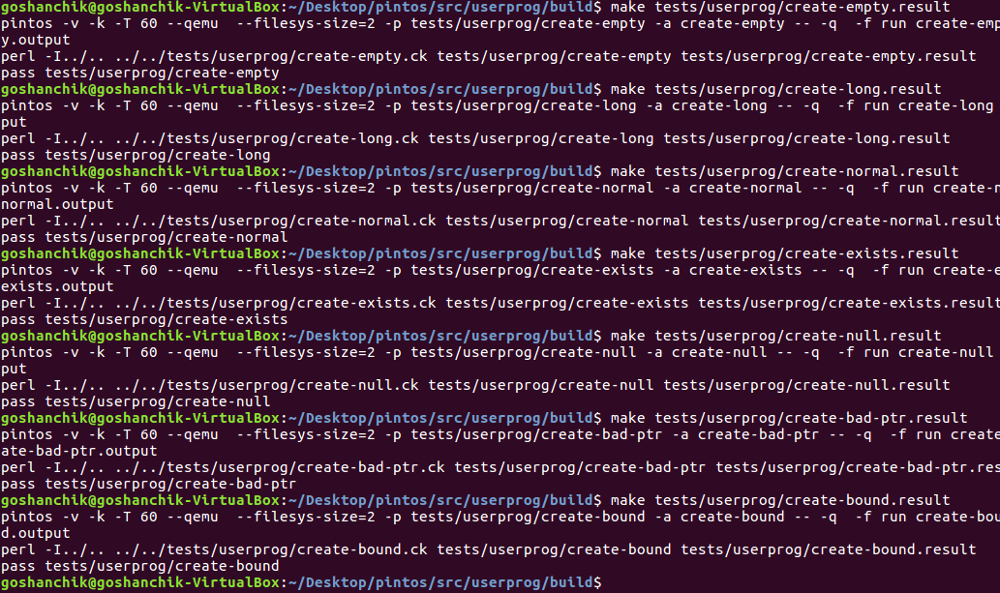 goshanchik@goshanchik-VirtualBox:~/Desktop/pintos/src/userprog/build$ make tests/userprog/create-empty.result
pintos -v -k -T 60 --qemu  --filesys-size=2 -p tests/userprog/create-empty -a create-empty -- -q  -f run create-emp
y.output
perl -I../.. ../../tests/userprog/create-empty.ck tests/userprog/create-empty tests/userprog/create-empty.result
pass tests/userprog/create-empty
goshanchik@goshanchik-VirtualBox:~/Desktop/pintos/src/userprog/build$ make tests/userprog/create-long.result
pintos -v -k -T 60 --qemu  --filesys-size=2 -p tests/userprog/create-long -a create-long -- -q  -f run create-long
put
perl -I../.. ../../tests/userprog/create-long.ck tests/userprog/create-long tests/userprog/create-long.result
pass tests/userprog/create-long
goshanchik@goshanchik-VirtualBox:~/Desktop/pintos/src/userprog/build$ make tests/userprog/create-normal.result
pintos -v -k -T 60 --qemu  --filesys-size=2 -p tests/userprog/create-normal -a create-normal -- -q  -f run create-n
normal.output
perl -I../.. ../../tests/userprog/create-normal.ck tests/userprog/create-normal tests/userprog/create-normal.result
pass tests/userprog/create-normal
goshanchik@goshanchik-VirtualBox:~/Desktop/pintos/src/userprog/build$ make tests/userprog/create-exists.result
pintos -v -k -T 60 --qemu  --filesys-size=2 -p tests/userprog/create-exists -a create-exists -- -q  -f run create-e
exists.output
perl -I../.. ../../tests/userprog/create-exists.ck tests/userprog/create-exists tests/userprog/create-exists.result
pass tests/userprog/create-exists
goshanchik@goshanchik-VirtualBox:~/Desktop/pintos/src/userprog/build$ make tests/userprog/create-null.result
pintos -v -k -T 60 --qemu  --filesys-size=2 -p tests/userprog/create-null -a create-null -- -q  -f run create-null
put
perl -I../.. ../../tests/userprog/create-null.ck tests/userprog/create-null tests/userprog/create-null.result
pass tests/userprog/create-null
goshanchik@goshanchik-VirtualBox:~/Desktop/pintos/src/userprog/build$ make tests/userprog/create-bad-ptr.result
pintos -v -k -T 60 --qemu  --filesys-size=2 -p tests/userprog/create-bad-ptr -a create-bad-ptr -- -q  -f run create
ate-bad-ptr.output
perl -I../.. ../../tests/userprog/create-bad-ptr.ck tests/userprog/create-bad-ptr tests/userprog/create-bad-ptr.res
pass tests/userprog/create-bad-ptr
goshanchik@goshanchik-VirtualBox:~/Desktop/pintos/src/userprog/build$ make tests/userprog/create-bound.result
pintos -v -k -T 60 --qemu  --filesys-size=2 -p tests/userprog/create-bound -a create-bound -- -q  -f run create-bou
d.output
perl -I../.. ../../tests/userprog/create-bound.ck tests/userprog/create-bound tests/userprog/create-bound.result
pass tests/userprog/create-bound
goshanchik@goshanchik-VirtualBox:~/Desktop/pintos/src/userprog/build$